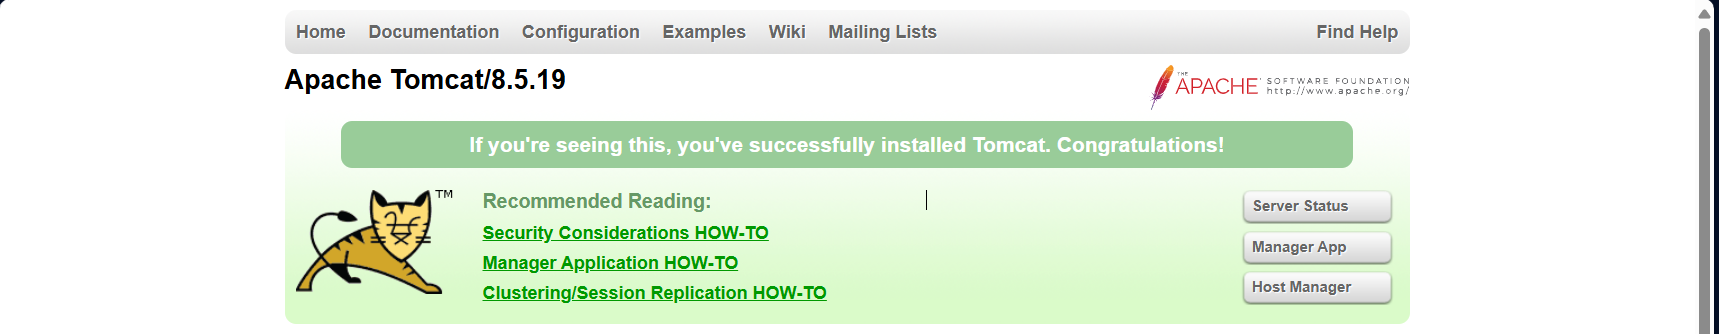 Home Documentation Configuration Examples Wiki Mailing Lists Find Help
Apache Tomcat/8.5.19
THE APACHE® SOFTWARE FOUNDATION
http://www.apache.org/
If you're seeing this, you've successfully installed Tomcat. Congratulations!
TM
Recommended Reading:
Security Considerations HOW-TO
Manager Application HOW-TO
Clustering/Session Replication HOW-TO
Server Status
Manager App
Host Manager